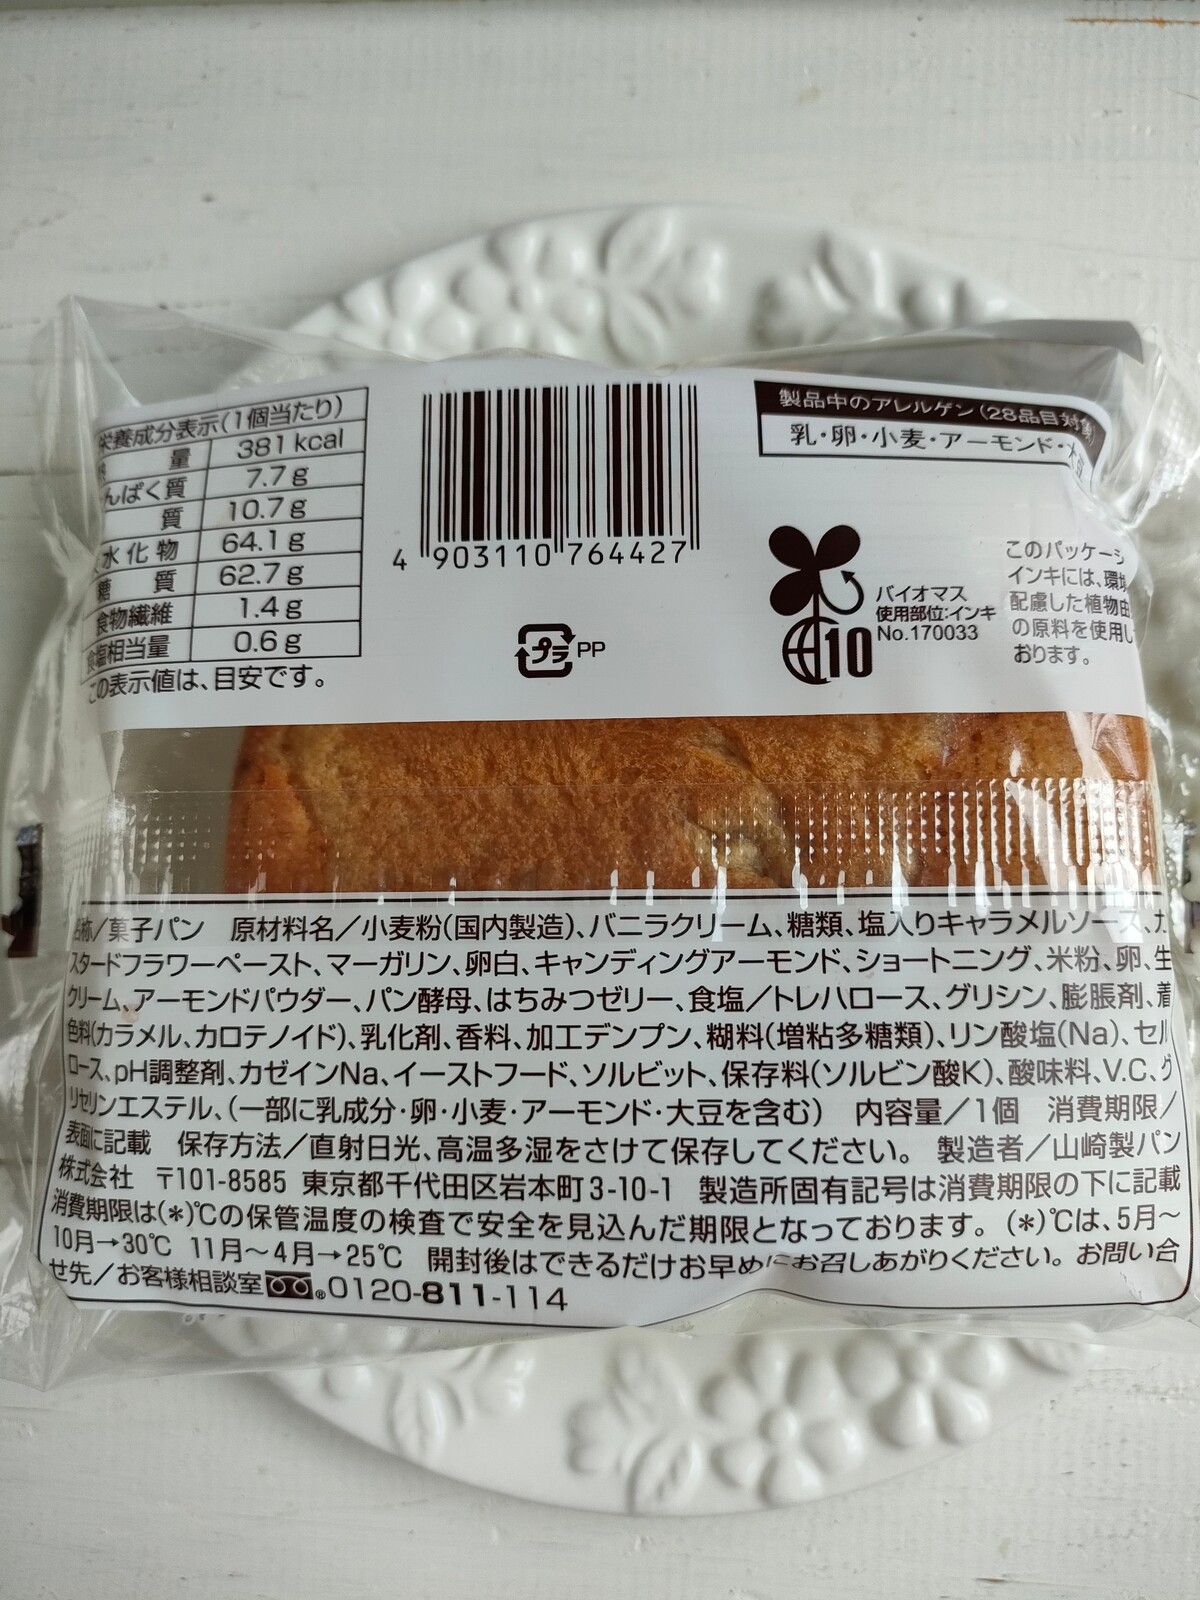 栄養成分表示(1個当たり)
量 381 kcal
んぱく質 7.7 g
質 10.7 g
水化物 64.1 g
糖質 62.7 g
食物繊維 1.4 g
食塩相当量 0.6 g
この表示値は、目安です。
4 903110 764427
プラ PP
製品中のアレルゲン(28品目対象)
乳・卵・小麦・アーモンド・大豆
バイオマス
使用部位:インキ
No.170033
10
このパッケージ
インキには、環境
配慮した植物由
の原料を使用し
おります。
名称/菓子パン 原材料名/小麦粉(国内製造)、バニラクリーム、糖類、塩入りキャラメルソース、カ
スタードフラワーペースト、マーガリン、卵白、キャンディングアーモンド、ショートニング、米粉、卵、生
クリーム、アーモンドパウダー、パン酵母、はちみつゼリー、食塩/トレハロース、グリシン、膨脹剤、着
色料(カラメル、カロテノイド)、乳化剤、香料、加工デンプン、糊料(増粘多糖類)、リン酸塩(Na)、セル
ロース、pH調整剤、カゼインNa、イーストフード、ソルビット、保存料(ソルビン酸K)、酸味料、V.C、グ
リセリンエステル、(一部に乳成分・卵・小麦・アーモンド・大豆を含む) 内容量/1個 消費期限/
表面に記載 保存方法/直射日光、高温多湿をさけて保存してください。 製造者/山崎製パン
株式会社 〒101-8585 東京都千代田区岩本町3-10-1 製造所固有記号は消費期限の下に記載
消費期限は(*)℃の保管温度の検査で安全を見込んだ期限となっております。(*)℃は、5月~
10月→30℃ 11月~4月→25℃ 開封後はできるだけお早めにお召しあがりください。お問い合
せ先/お客様相談室 ®0120-811-114